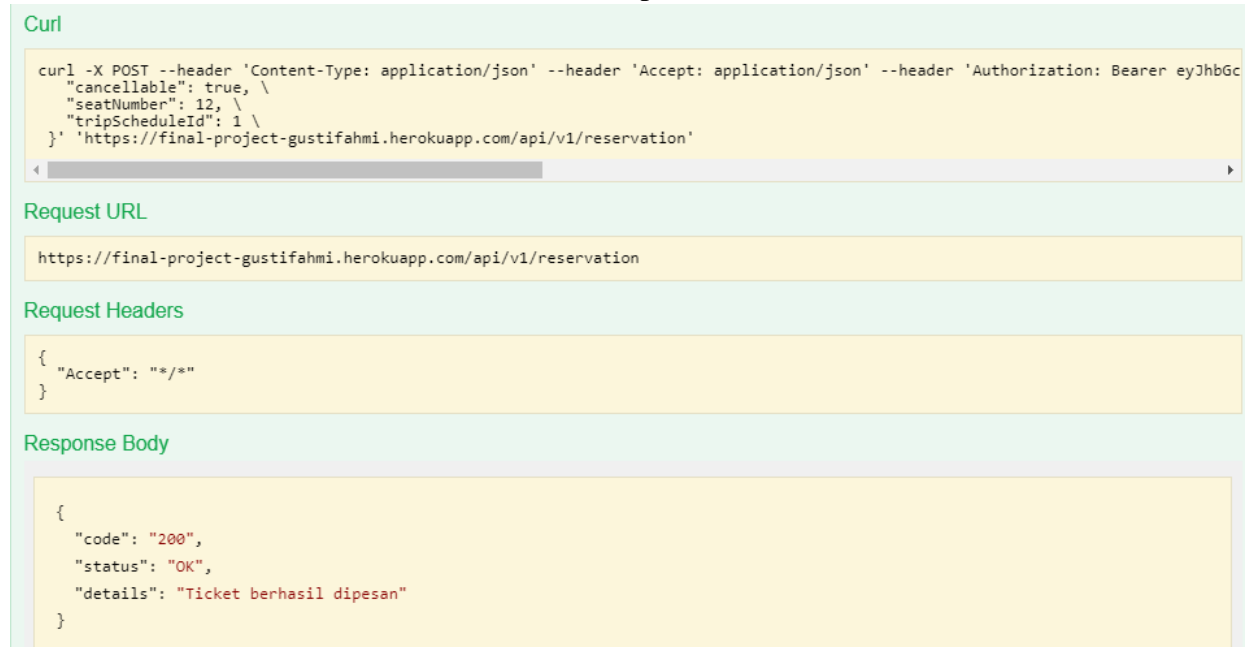 Curl
curl -X POST --header 'Content-Type: application/json' --header 'Accept: application/json' --header 'Authorization: Bearer eyJhbGc
"cancellable": true, \
"seatNumber": 12, \
"tripScheduleId": 1 \
}' 'https://final-project-gustifahmi.herokuapp.com/api/v1/reservation'
Request URL
https://final-project-gustifahmi.herokuapp.com/api/v1/reservation
Request Headers
{
"Accept": "*/*"
}
Response Body
{
"code": "200",
"status": "OK",
"details": "Ticket berhasil dipesan"
}